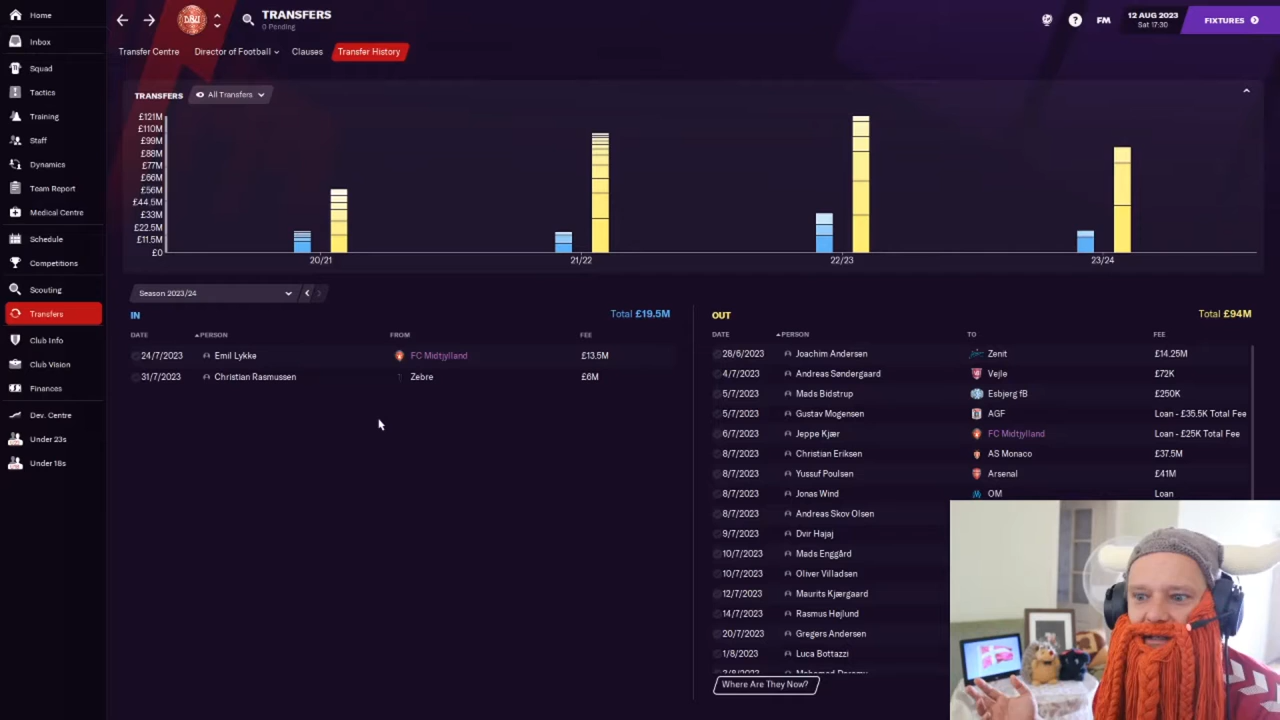 Home
TRANSFERS
0 Pending
DBU
FM
12 AUG 2023
Sat 17:30
FIXTURES
Inbox
Transfer Centre
Director of Football
Clauses
Transfer History
Squad
Tactics
Training
Staff
Dynamics
Team Report
Medical Centre
Schedule
Competitions
Scouting
Transfers
Club Info
Club Vision
Finances
Dev. Centre
Under 23s
Under 18s
TRANSFERS All Transfers
£121M
£110M
£99M
£88M
£77M
£66M
£56M
£44.5M
£33M
£22.5M
£11.5M
£0
20/21 21/22 22/23 23/24
Season 2023/24
IN Total £19.5M
DATE PERSON FROM FEE
24/7/2023 Emil Lykke FC Midtjylland £13.5M
31/7/2023 Christian Rasmussen Zebre £6M
OUT Total £94M
DATE PERSON TO FEE
28/6/2023 Joachim Andersen Zenit £14.25M
4/7/2023 Andreas Søndergaard Vejle £72K
5/7/2023 Mads Bidstrup Esbjerg fB £250K
5/7/2023 Gustav Mogensen AGF Loan - £35.5K Total Fee
6/7/2023 Jeppe Kjær FC Midtjylland Loan - £25K Total Fee
8/7/2023 Christian Eriksen AS Monaco £37.5M
8/7/2023 Yussuf Poulsen Arsenal £41M
8/7/2023 Jonas Wind OM Loan
8/7/2023 Andreas Skov Olsen
9/7/2023 Dvir Hajaj
10/7/2023 Mads Enggård
10/7/2023 Oliver Villadsen
12/7/2023 Maurits Kjærgaard
14/7/2023 Rasmus Højlund
20/7/2023 Gregers Andersen
1/8/2023 Luca Bottazzi
Where Are They Now?